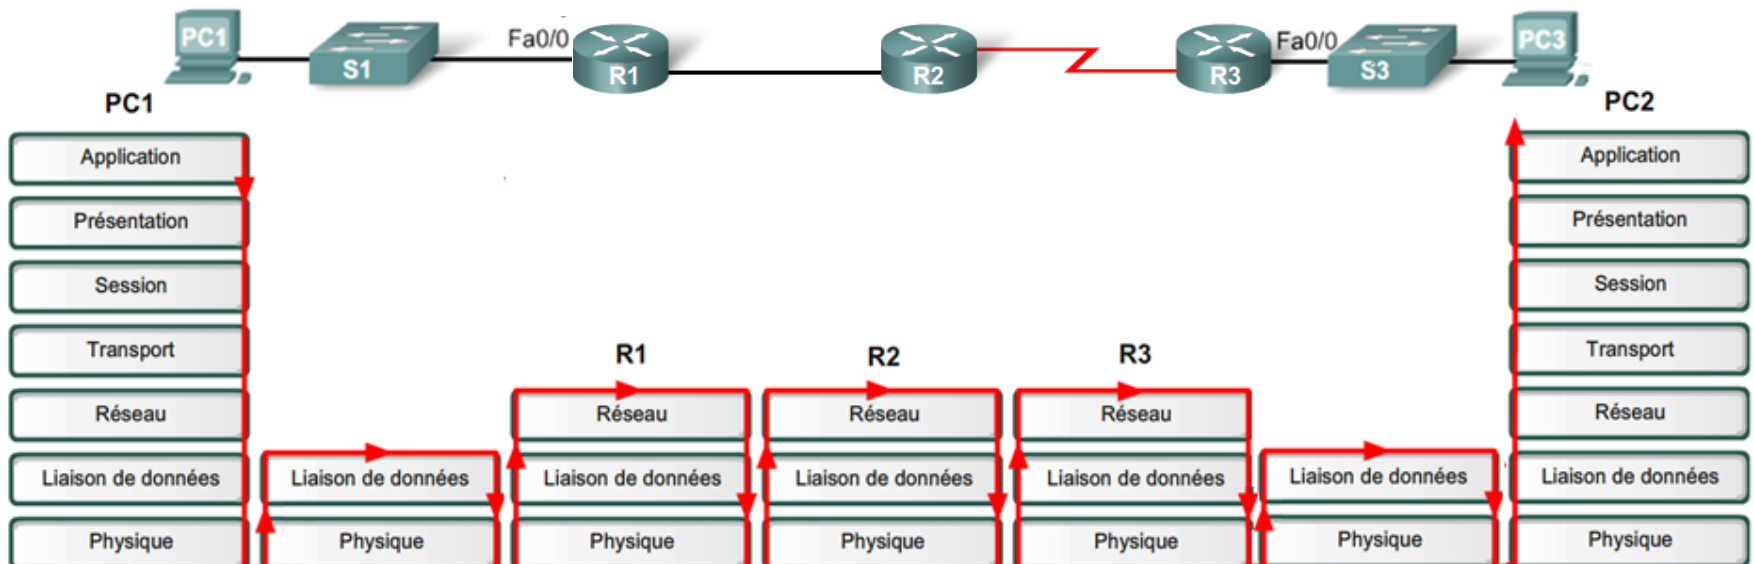 PC1
S1
Fa0/0
R1
R2
R3
Fa0/0
S3
PC3
PC1
Application
Présentation
Session
Transport
Réseau
Liaison de données
Physique
Liaison de données
Physique
R1
Réseau
Liaison de données
Physique
R2
Réseau
Liaison de données
Physique
R3
Réseau
Liaison de données
Physique
Liaison de données
Physique
PC2
Application
Présentation
Session
Transport
Réseau
Liaison de données
Physique